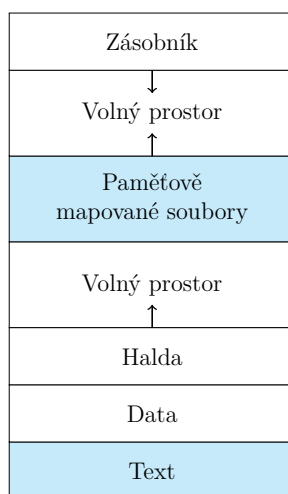 Zásobník
Volný prostor
Paměťově
mapované soubory
Volný prostor
Halda
Data
Text